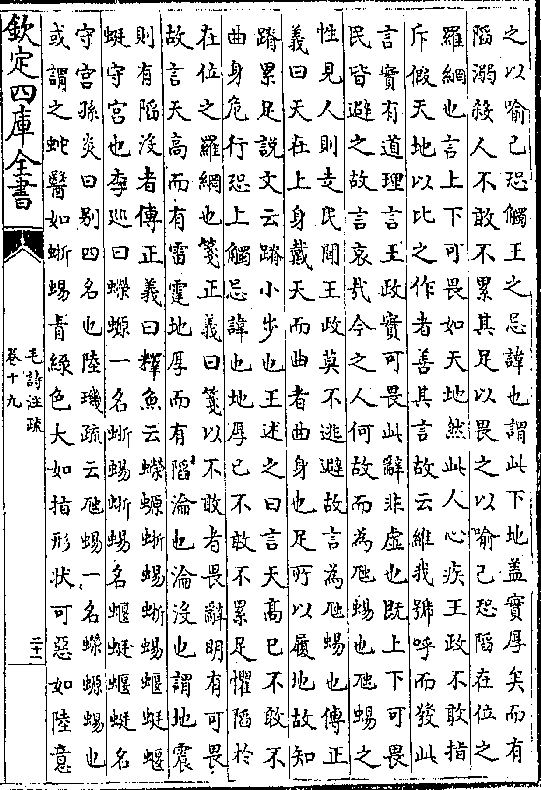 之以喻己恐觸王之忌諱也謂此下地盖實厚矣而有
陷溺殺人不敢不累其足以畏之以喻己恐陷在位之
羅網也言上下可畏如天地然此人心疾王政不敢指
斥假天地以比之作者善其言故云維我號呼而發此
言實有道理言王政實可畏此辭非虚也既上下可畏
民皆避之故言哀哉今之人何故而為虺蜴也虺蜴之
性見人則走民聞王政莫不逃避故言為虺蜴也傳正
義曰天在上身戴天而曲者曲身也足所以履地故知
蹐累足說文云蹐小步也王述之曰言天高已不敢不
曲身危行恐上觸忌諱也地厚已不敢不累足懼陷於
在位之羅網也箋正義曰箋以不敢者畏辭明有可畏
故言天高而有雷霆地厚而有陷淪也淪没也謂地震
則有陷没者傳正義曰釋魚云蠑螈蜥蜴蜥蜴蝘蜓蝘
蜓守宮也李廵曰蠑螈一名蜥蜴蜥蜴名蝘蜓蝘蜓名
守宮孫炎曰别四名也陸璣疏云虺蜴一名蠑螈蜴也
或謂之蛇醫如蜥蜴青緑色大如指形狀可惡如陸意
欽定四庫全書
毛詩注疏
卷十九
二十一